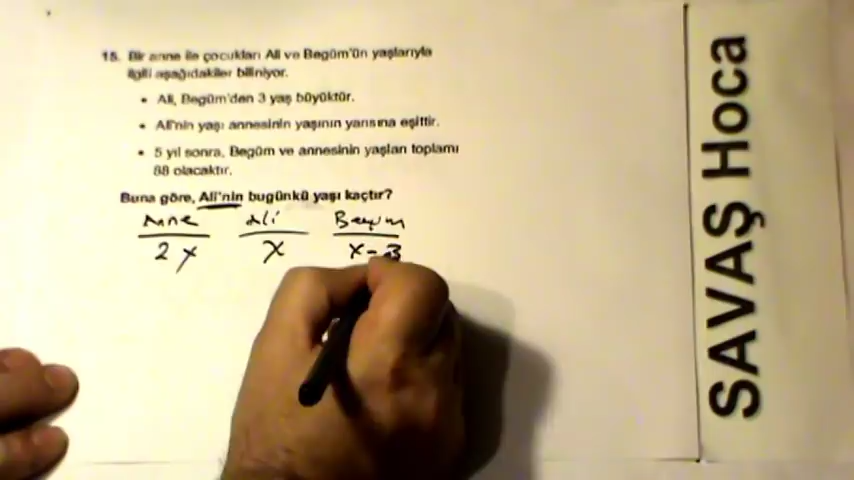 15. Bir anne ile çocukları Ali ve Begüm'ün yaşlarıyla
ilgili aşağıdakiler biliniyor.
• Ali, Begüm'den 3 yaş büyüktür.
• Ali'nin yaşı annesinin yaşının yarısına eşittir.
• 5 yıl sonra, Begüm ve annesinin yaşları toplamı
88 olacaktır.
Buna göre, Ali'nin bugünkü yaşı kaçtır?
Anne Ali Begüm
2x x x-3
SAVAŞ Hoca